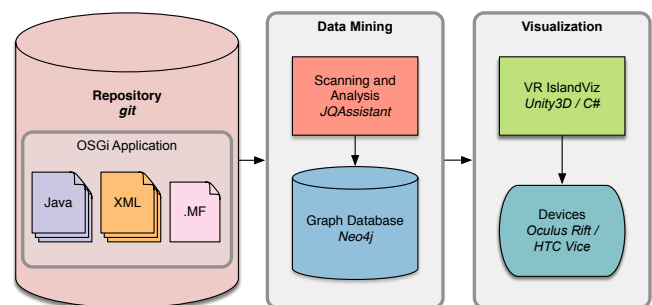 Repository
git
OSGi Application
Java
XML
.MF
Data Mining
Scanning and
Analysis
JQAssistant
Graph Database
Neo4j
Visualization
VR IslandViz
Unity3D / C#
Devices
Oculus Rift /
HTC Vice